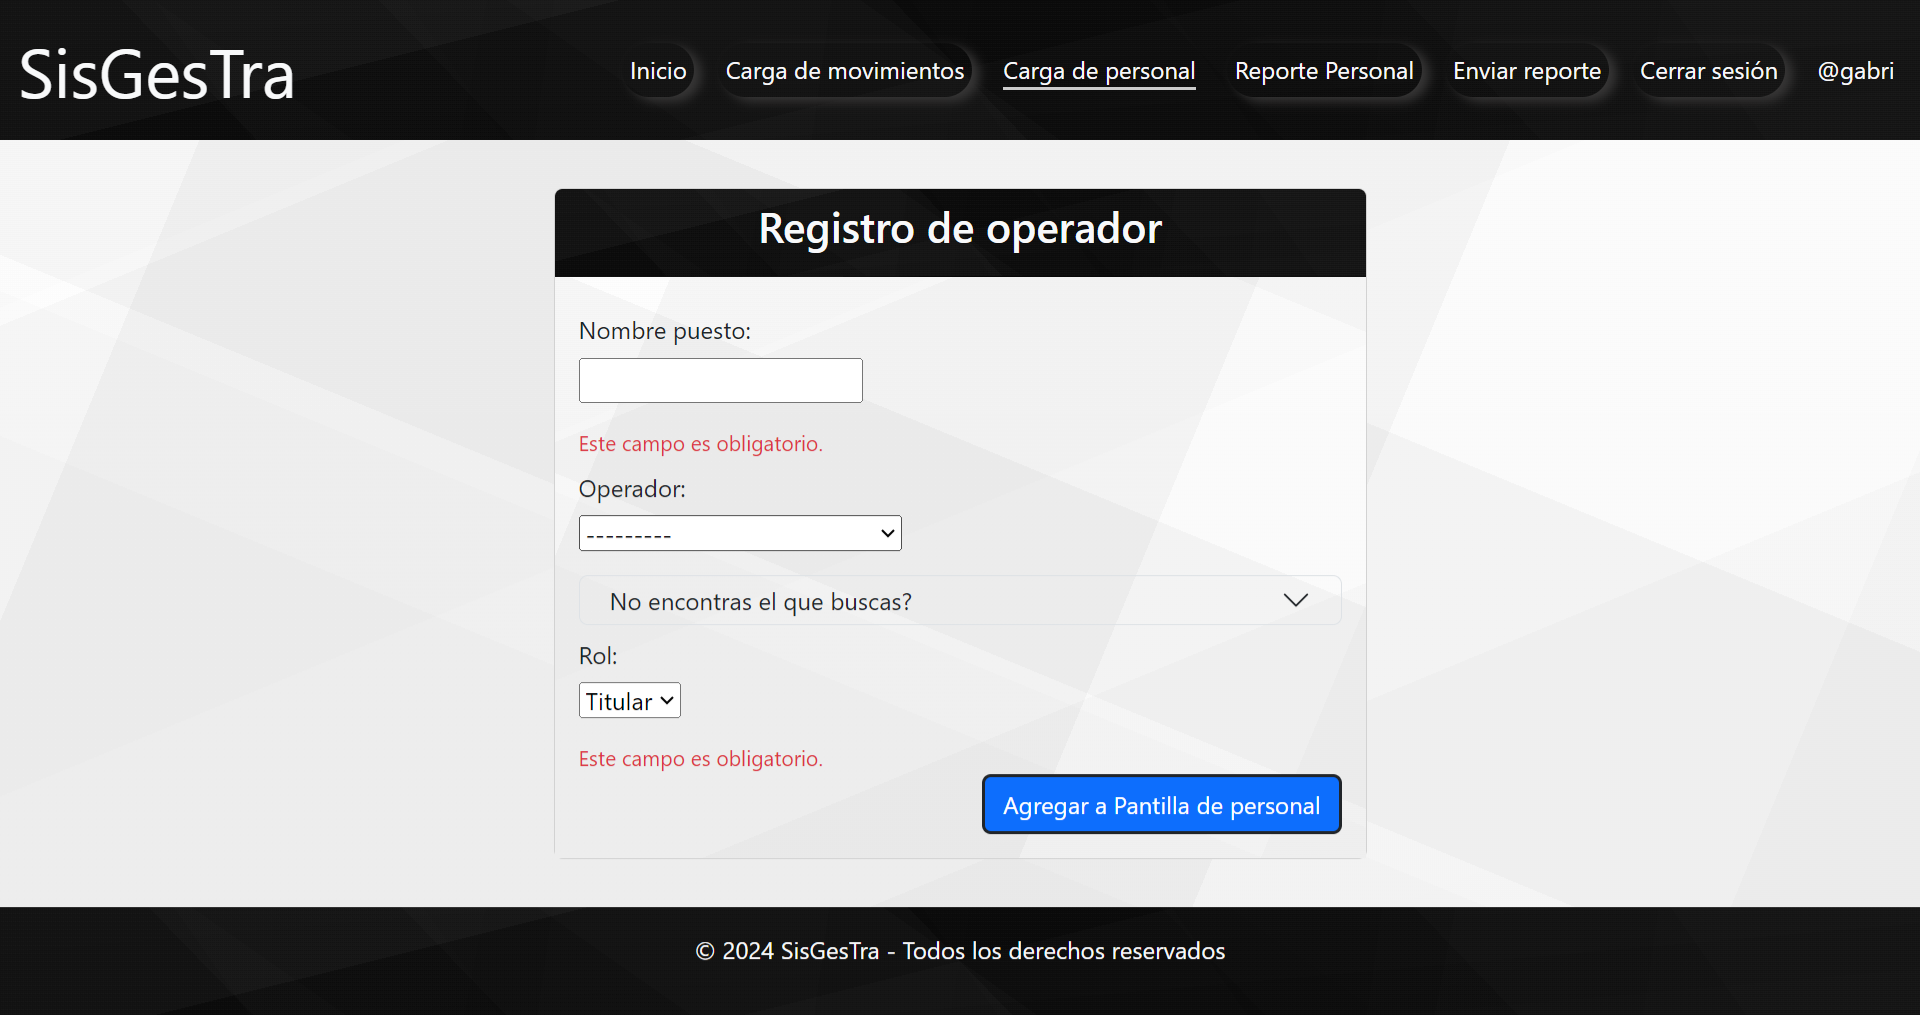 SisGesTra
Inicio Carga de movimientos Carga de personal Reporte Personal Enviar reporte Cerrar sesión @gabri
Registro de operador
Nombre puesto:
Este campo es obligatorio.
Operador:
---------
No encontras el que buscas?
Rol:
Titular
Este campo es obligatorio.
Agregar a Pantilla de personal
© 2024 SisGesTra - Todos los derechos reservados